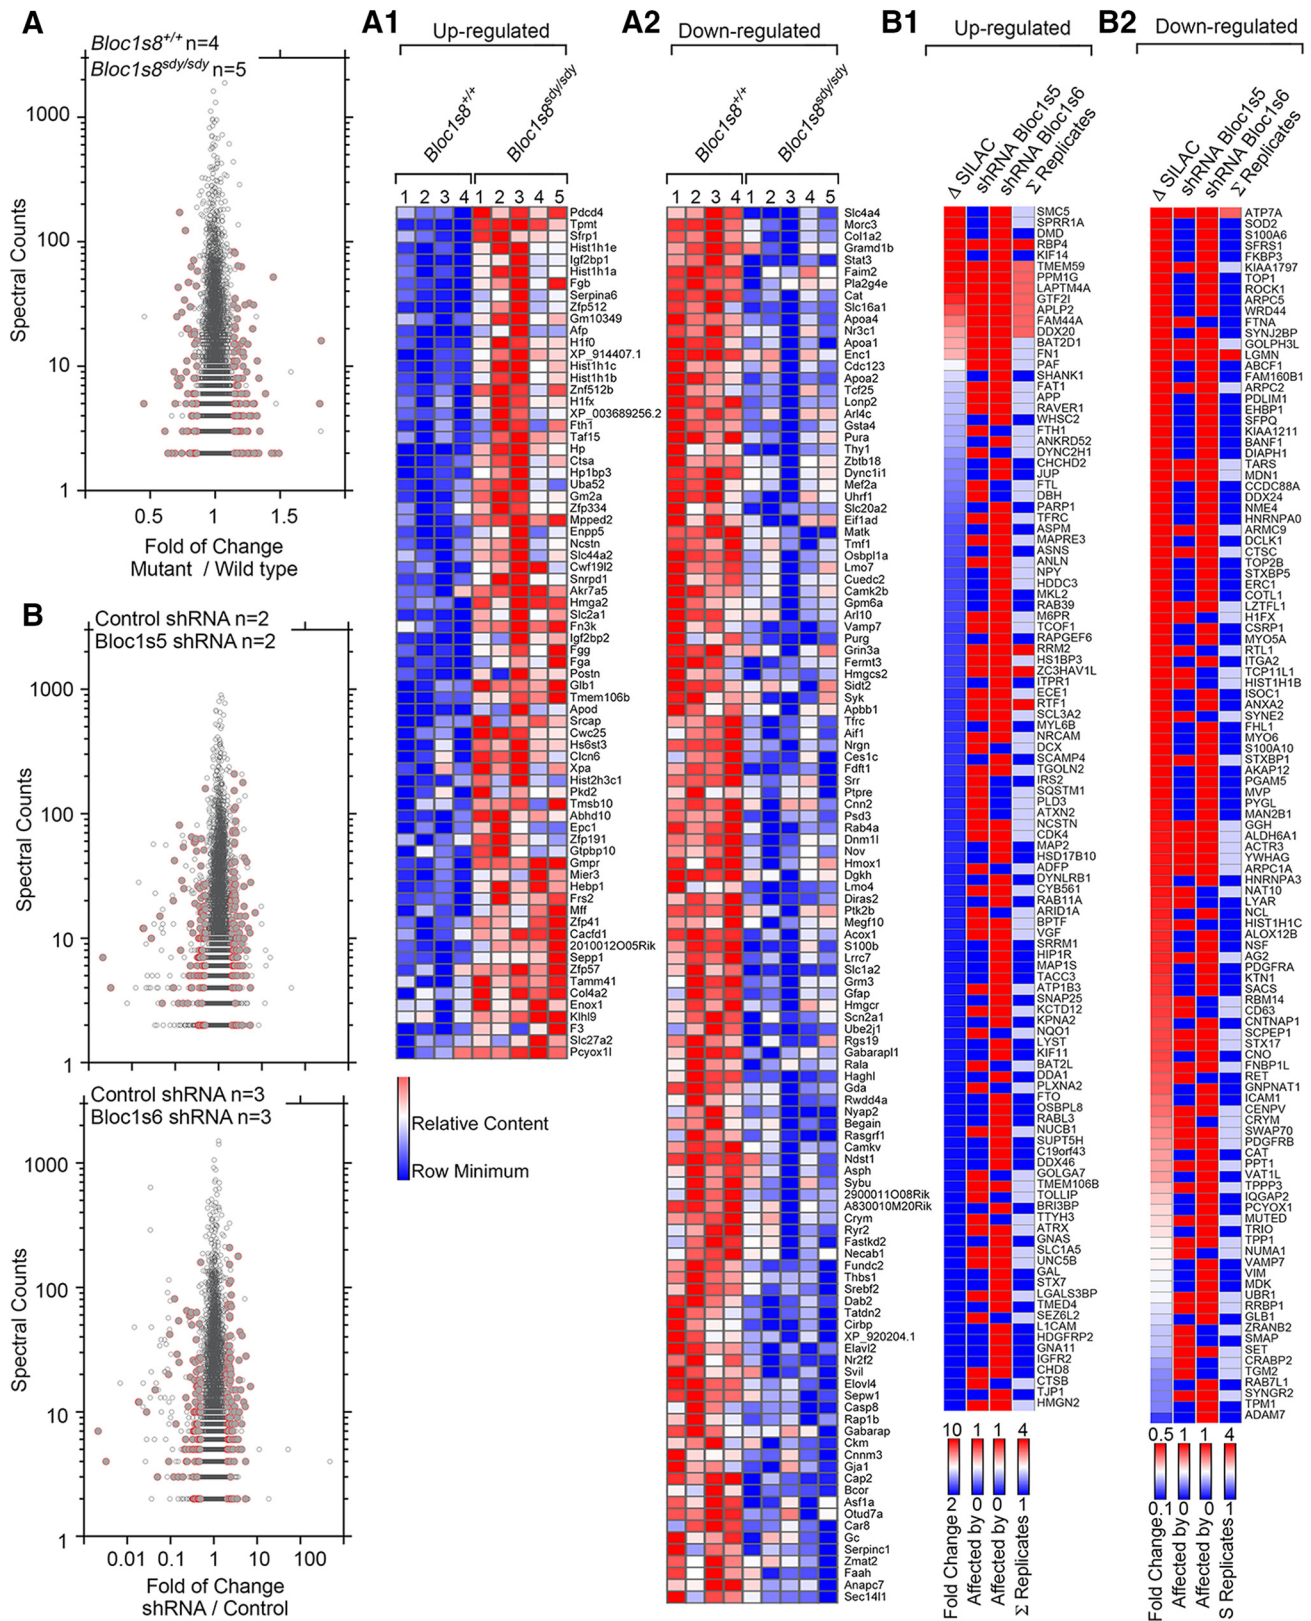 A
Bloc1s8+/+ n=4
Bloc1s8sdy/sdy n=5
1000
100
10
1
Spectral Counts
0.5 1 1.5
Fold of Change
Mutant / Wild type
B
Control shRNA n=2
Bloc1s5 shRNA n=2
1000
100
10
1
Spectral Counts
Control shRNA n=3
Bloc1s6 shRNA n=3
1000
100
10
1
Spectral Counts
0.01 0.1 1 10 100
Fold of Change
shRNA / Control
A1
Up-regulated
Bloc1s8+/+
Bloc1s8sdy/sdy
1 2 3 4 1 2 3 4 5
Pdcd4
Tpmt
Sfrp1
Hist1h1e
Igf2bp1
Hist1h1a
Fgb
Serpina6
Zfp512
Gm10349
Afp
H1f0
XP_914407.1
Hist1h1c
Hist1h1b
Znf512b
H1fx
XP_003689256.2
Fth1
Taf15
Hp
Ctsa
Hp1bp3
Uba52
Gm2a
Zfp334
Mpped2
Enpp5
Ncstn
Slc44a2
Cwf19l2
Snrpd1
Akr7a5
Hmga2
Slc2a1
Fn3k
Igf2bp2
Fgg
Fga
Postn
Glb1
Tmem106b
Apod
Srcap
Cwc25
Hs6st3
Clcn6
Xpa
Hist2h3c1
Pkd2
Tmsb10
Abhd10
Epc1
Zfp191
Gtpbp10
Gmpr
Mier3
Hebp1
Frs2
Mff
Zfp41
Cacfd1
2010012O05Rik
Sepp1
Zfp57
Tamm41
Col4a2
Enox1
Klhl9
F3
Slc27a2
Pcyox1l
Relative Content
Row Minimum
A2
Down-regulated
Bloc1s8+/+
Bloc1s8sdy/sdy
1 2 3 4 1 2 3 4 5
Slc4a4
Morc3
Col1a2
Gramd1b
Stat3
Faim2
Pla2g4e
Cat
Slc16a1
Apoa4
Nr3c1
Apoa1
Enc1
Cdc123
Apoa2
Tcf25
Lonp2
Arl4c
Gsta4
Pura
Thy1
Zbtb18
Dync1i1
Mef2a
Uhrf1
Slc20a2
Eif1ad
Matk
Tmf1
Osbpl1a
Lmo7
Cuedc2
Camk2b
Gpm6a
Arl10
Vamp7
Purg
Grin3a
Fermt3
Hmgcs2
Sidt2
Syk
Apbb1
Tfrc
Aif1
Nrgn
Ces1c
Fdft1
Srr
Ptpre
Cnn2
Psd3
Rab4a
Dnm1l
Nov
Hmox1
Dgkh
Lmo4
Diras2
Ptk2b
Megf10
Acox1
S100b
Lrrc7
Slc1a2
Grm3
Gfap
Hmgcr
Scn2a1
Ube2j1
Rgs19
Gabarapl1
Rala
Haghl
Gda
Rwdd4a
Nyap2
Begain
Rasgrf1
Camkv
Ndst1
Asph
Sybu
2900011O08Rik
A830010M20Rik
Crym
Ryr2
Fastkd2
Necab1
Fundc2
Thbs1
Srebf2
Dab2
Tatdn2
Cirbp
XP_920204.1
Elavl2
Nr2f2
Svil
Elovl4
Sepw1
Casp8
Rap1b
Gabarap
Ckm
Cnnm3
Gja1
Cap2
Bcor
Asf1a
Otud7a
Car8
Gc
Serpinc1
Zmat2
Faah
Anapc7
Sec14l1
B1
Up-regulated
Δ SILAC
shRNA Bloc1s5
shRNA Bloc1s6
Σ Replicates
SMC5
SPRR1A
DMD
RBP4
KIF14
TMEM59
PPM1G
LAPTM4A
GTF2I
APLP2
FAM44A
DDX20
BAT2D1
FN1
PAF
SHANK1
FAT1
APP
RAVER1
WHSC2
FTH1
ANKRD52
DYNC2H1
CHCHD2
JUP
FTL
DBH
PARP1
TFRC
ASPM
MAPRE3
ASNS
ANLN
NPY
HDDC3
MKL2
RAB39
M6PR
TCOF1
RAPGEF6
RRM2
HS1BP3
ZC3HAV1L
ITPR1
ECE1
RTF1
SCL3A2
MYL6B
NRCAM
DCX
SCAMP4
TGOLN2
IRS2
SQSTM1
PLD3
ATXN2
NCSTN
CDK4
MAP2
HSD17B10
ADFP
DYNLRB1
CYB561
RAB11A
ARID1A
BPTF
VGF
SRRM1
HIP1R
MAP1S
TACC3
ATP1B3
SNAP25
KCTD12
KPNA2
NQO1
LYST
KIF11
BAT2L
DDA1
PLXNA2
FTO
OSBPL8
RABL3
NUCB1
SUPT5H
C19orf43
DDX46
GOLGA7
TMEM106B
TOLLIP
BRI3BP
TTYH3
ATRX
GNAS
SLC1A5
UNC5B
GAL
STX7
LGALS3BP
TMED4
SEZ6L2
L1CAM
HDGFRP2
GNA11
IGFR2
CHD8
CTSB
TJP1
HMGN2
10 1 1 4
Fold Change 2
Affected by 0
Affected by 0
Σ Replicates 1
B2
Down-regulated
Δ SILAC
shRNA Bloc1s5
shRNA Bloc1s6
Σ Replicates
ATP7A
SOD2
S100A6
SFRS1
FKBP3
KIAA1797
TOP1
ROCK1
ARPC5
WRD44
FTNA
SYNJ2BP
GOLPH3L
LGMN
ABCF1
FAM160B1
ARPC2
PDLIM1
EHBP1
SFPQ
KIAA1211
BANF1
DIAPH1
TARS
MDN1
CCDC88A
DDX24
NME4
HNRNPA0
ARMC9
DCLK1
CTSC
TOP2B
STXBP5
ERC1
COTL1
LZTFL1
H1FX
CSRP1
MYO5A
RTL1
ITGA2
TCP11L1
HIST1H1B
ISOC1
ANXA2
SYNE2
FHL1
MYO6
S100A10
STXBP1
AKAP12
PGAM5
MVP
PYGL
MAN2B1
GGH
ALDH6A1
ACTR3
YWHAG
ARPC1A
HNRNPA3
NAT10
LYAR
NCL
HIST1H1C
ALOX12B
NSF
AG2
PDGFRA
KTN1
SACS
RBM14
CD63
CNTNAP1
SCPEP1
STX17
CNO
FNBP1L
RET
GNPNAT1
ICAM1
CENPV
CRYM
SWAP70
PDGFRB
CAT
PPT1
VAT1L
TPPP3
IQGAP2
PCYOX1
MUTED
TRIO
TPP1
NUMA1
VAMP7
VIM
MDK
UBR1
RRBP1
GLB1
ZRANB2
SMAP
SET
CRABP2
TGM2
RAB7L1
SYNGR2
TPM1
ADAM7
0.5 1 1 4
Fold Change 0.1
Affected by 0
Affected by 0
S Replicates 1